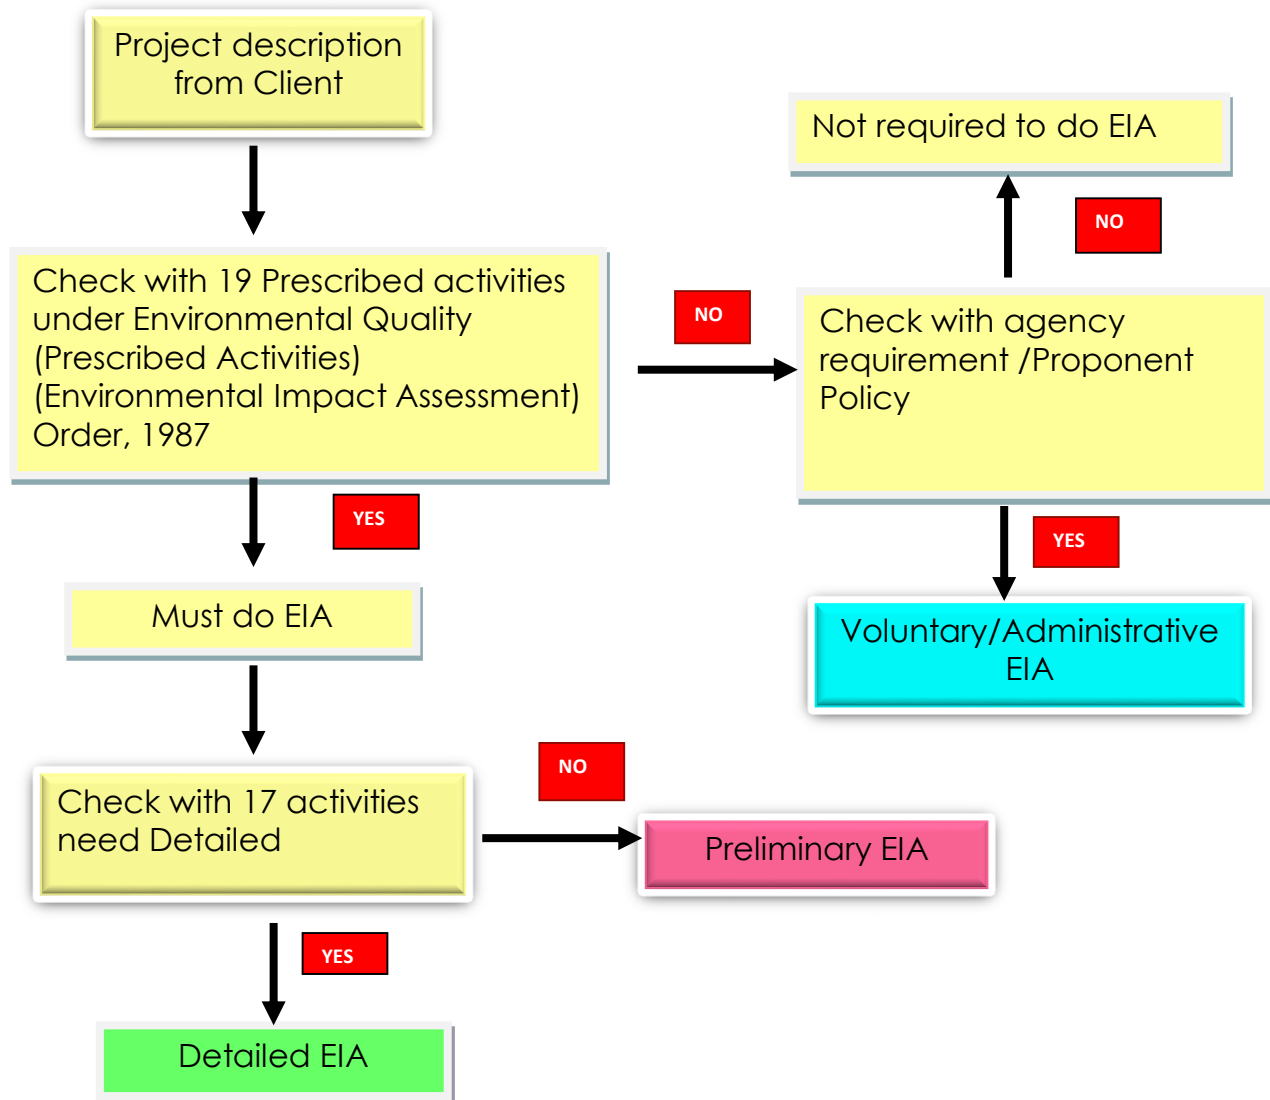 Project description
from Client
Not required to do EIA
NO
Check with 19 Prescribed activities
under Environmental Quality
(Prescribed Activities)
(Environmental Impact Assessment)
Order, 1987
NO
Check with agency
requirement /Proponent
Policy
YES
YES
Must do EIA
Voluntary/Administrative
EIA
NO
Check with 17 activities
need Detailed
Preliminary EIA
YES
Detailed EIA